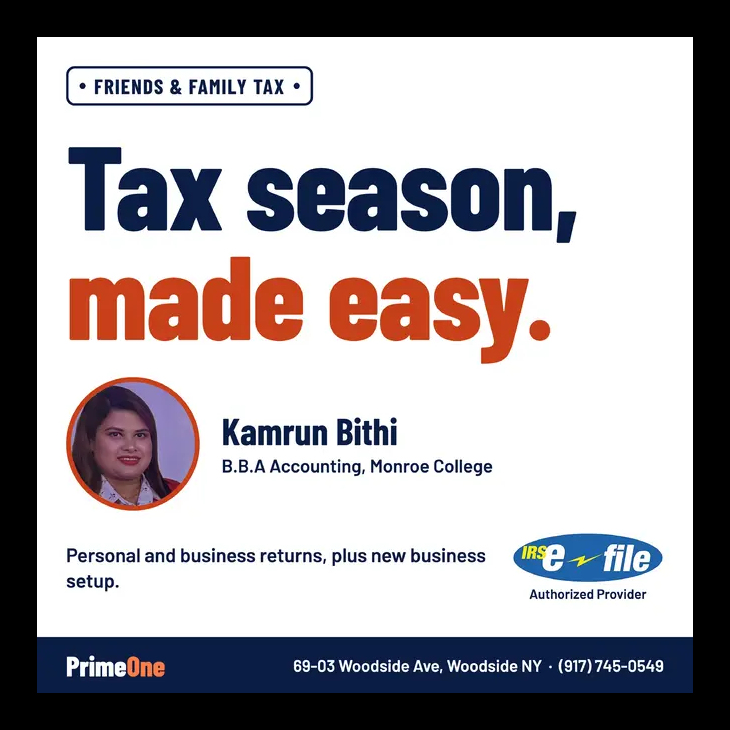 • FRIENDS & FAMILY TAX •
Tax season,
made easy.
Kamrun Bithi
B.B.A Accounting, Monroe College
Personal and business returns, plus new business
setup.
IRS e file
Authorized Provider
PrimeOne
69-03 Woodside Ave, Woodside NY · (917) 745-0549